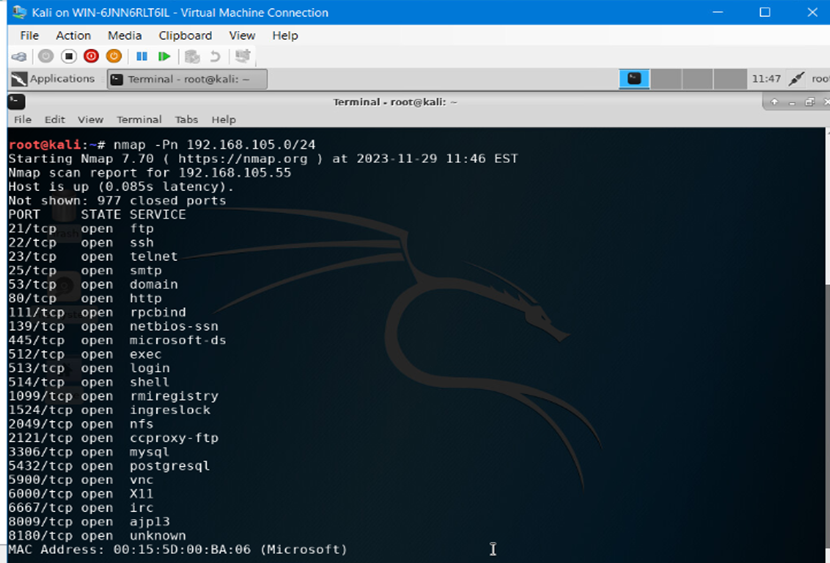 Kali on WIN-6JNN6RLT6IL - Virtual Machine Connection
File Action Media Clipboard View Help
Applications Terminal - root@kali: ~ 11:47 root
Terminal - root@kali: ~
File Edit View Terminal Tabs Help
root@kali:~# nmap -Pn 192.168.105.0/24
Starting Nmap 7.70 ( https://nmap.org ) at 2023-11-29 11:46 EST
Nmap scan report for 192.168.105.55
Host is up (0.085s latency).
Not shown: 977 closed ports
PORT STATE SERVICE
21/tcp open ftp
22/tcp open ssh
23/tcp open telnet
25/tcp open smtp
53/tcp open domain
80/tcp open http
111/tcp open rpcbind
139/tcp open netbios-ssn
445/tcp open microsoft-ds
512/tcp open exec
513/tcp open login
514/tcp open shell
1099/tcp open rmiregistry
1524/tcp open ingreslock
2049/tcp open nfs
2121/tcp open ccproxy-ftp
3306/tcp open mysql
5432/tcp open postgresql
5900/tcp open vnc
6000/tcp open X11
6667/tcp open irc
8009/tcp open ajp13
8180/tcp open unknown
MAC Address: 00:15:5D:00:BA:06 (Microsoft)